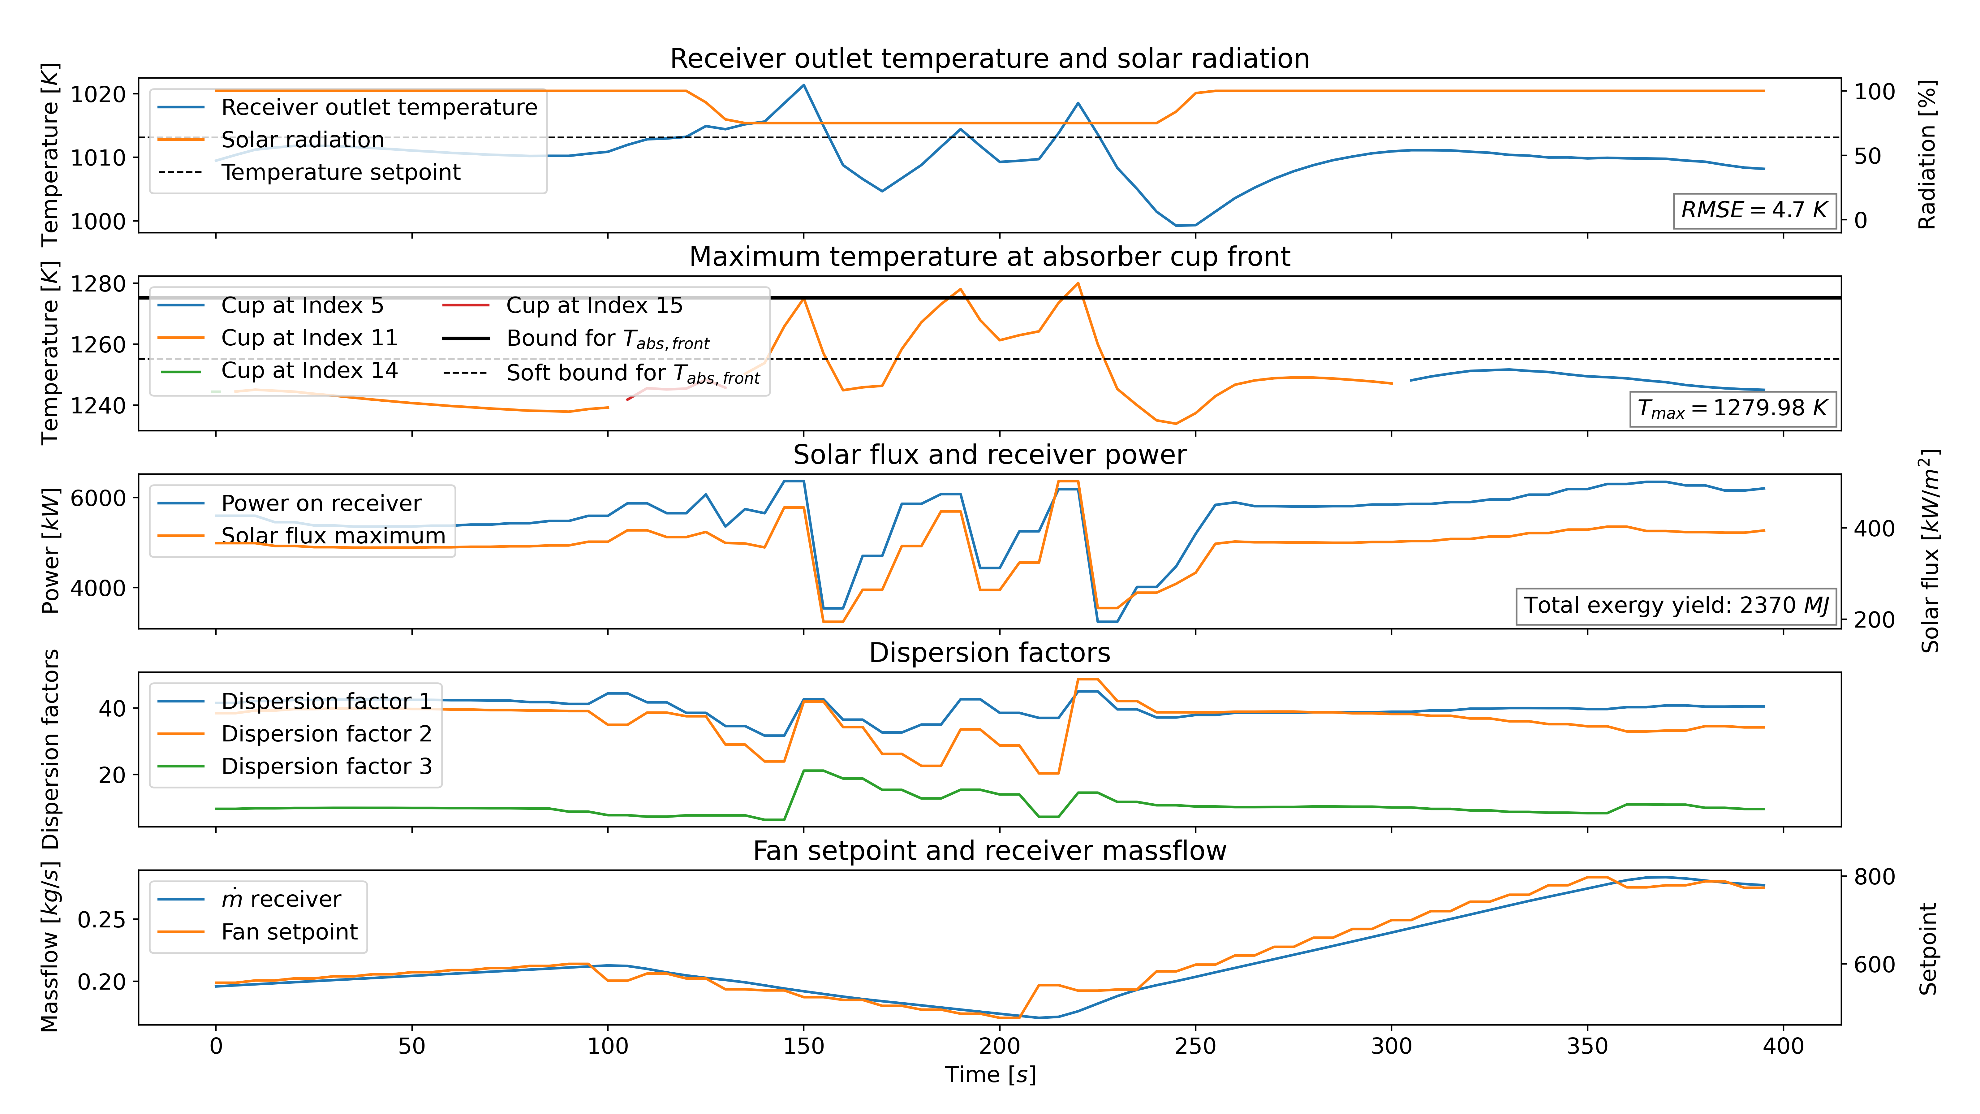 Receiver outlet temperature and solar radiation
Temperature [K]
1020
1010
1000
Receiver outlet temperature
Solar radiation
Temperature setpoint
RMSE = 4.7 K
100
50
0
Radiation [%]
Maximum temperature at absorber cup front
Temperature [K]
1280
1260
1240
Cup at Index 5
Cup at Index 11
Cup at Index 14
Cup at Index 15
Bound for T_{abs,front}
Soft bound for T_{abs,front}
T_{max} = 1279.98 K
Solar flux and receiver power
Power [kW]
6000
4000
Power on receiver
Solar flux maximum
Total exergy yield: 2370 MJ
400
200
Solar flux [kW/m²]
Dispersion factors
Dispersion factors
40
20
Dispersion factor 1
Dispersion factor 2
Dispersion factor 3
Fan setpoint and receiver massflow
Massflow [kg/s]
0.25
0.20
ṁ receiver
Fan setpoint
800
600
Setpoint
0 50 100 150 200 250 300 350 400
Time [s]